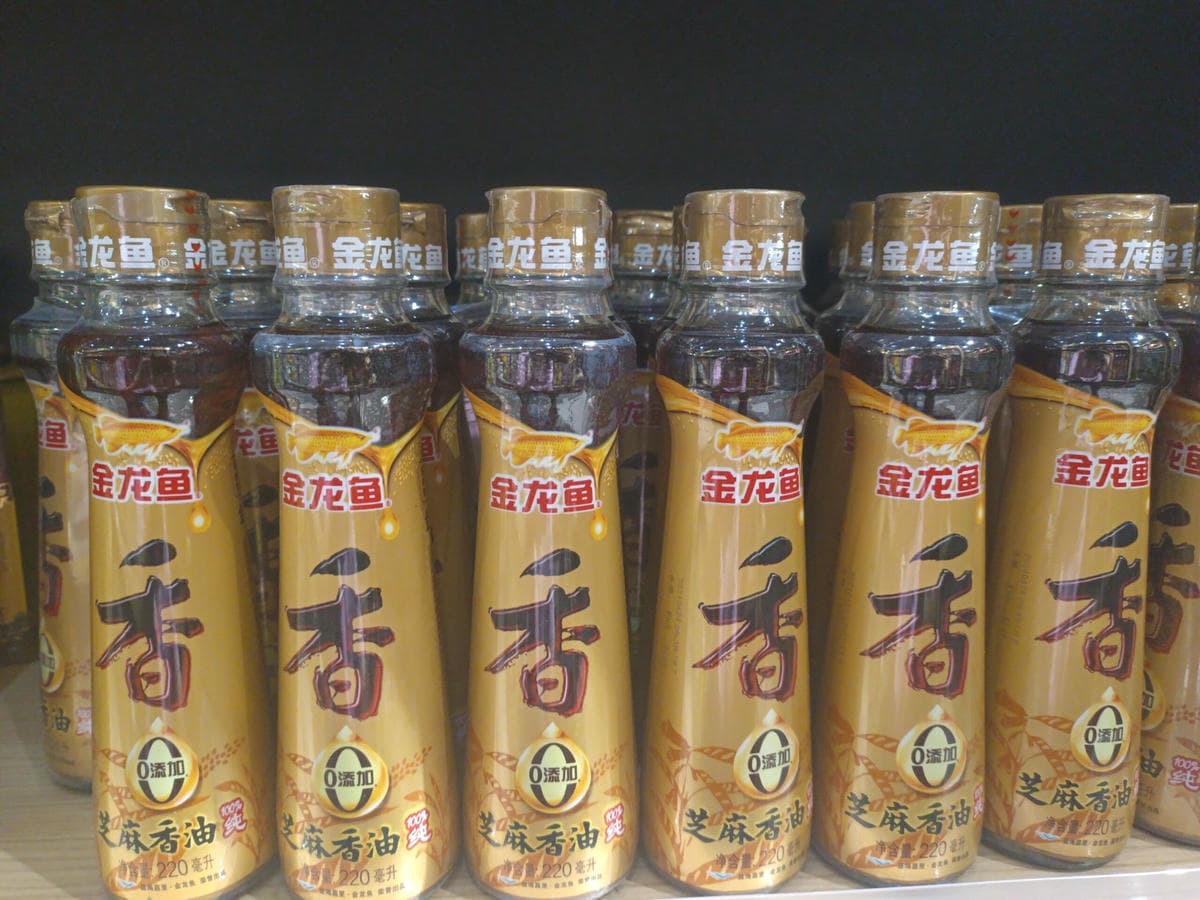 金龙鱼
金龙鱼®
香
0添加
芝麻香油
100%
纯
净含量:220毫升